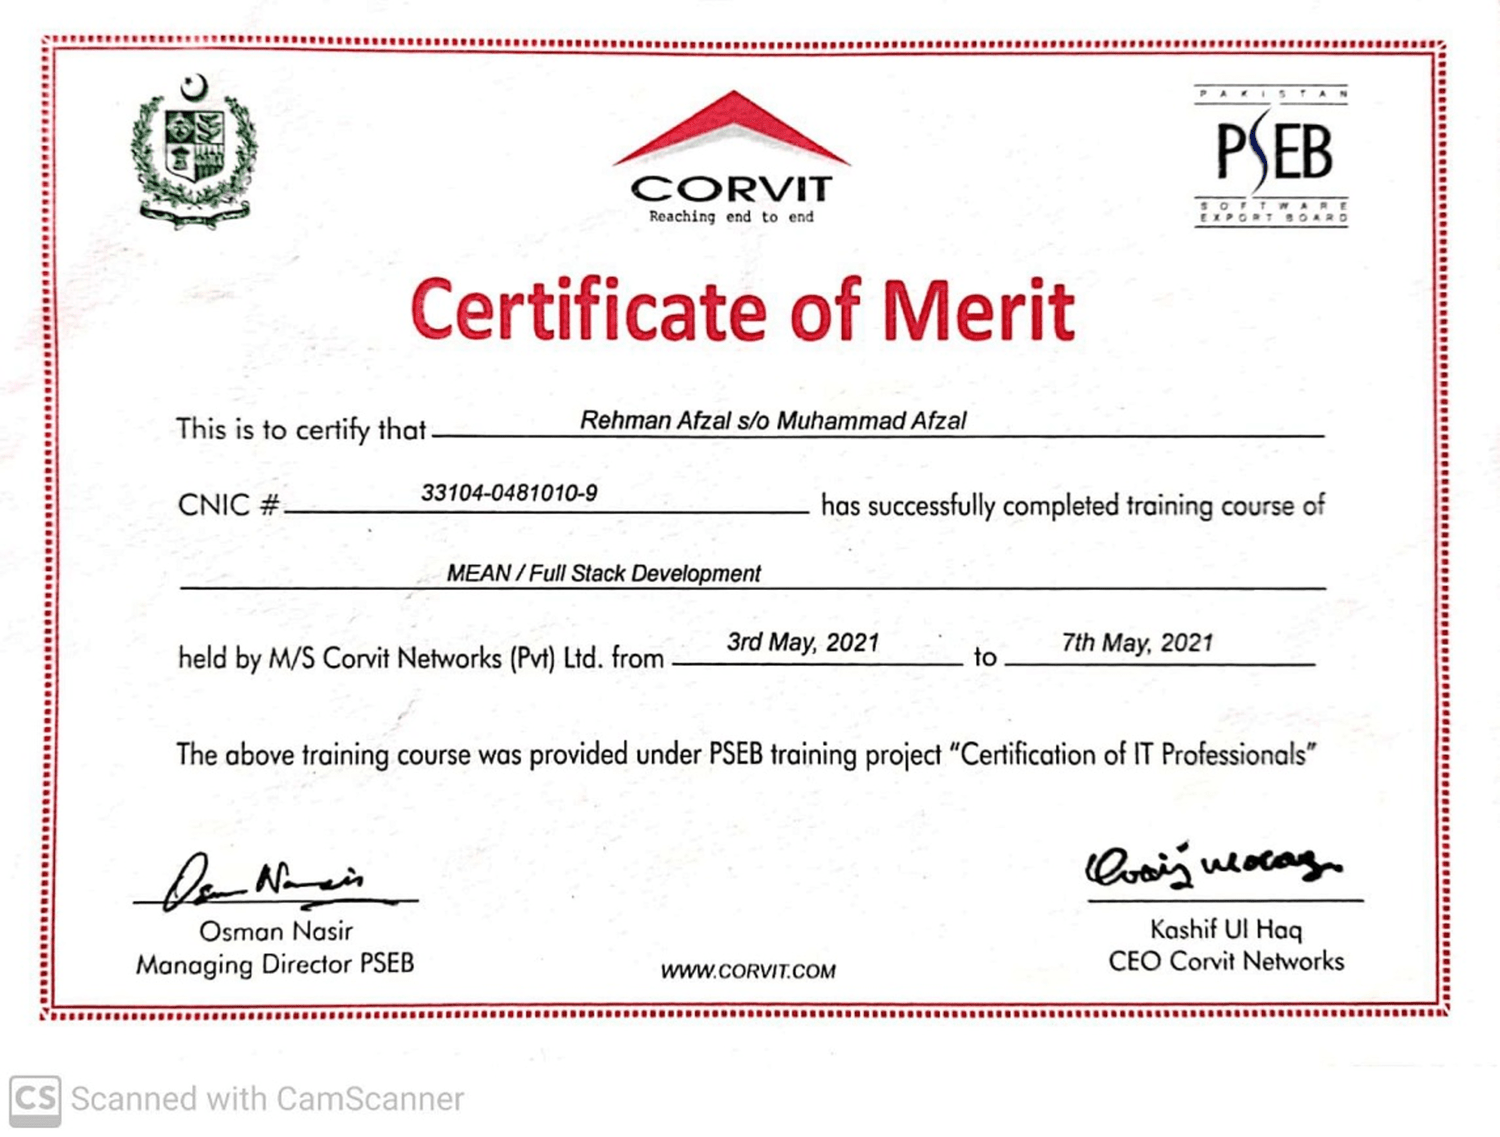 PAKISTAN
PSEB
SOFTWARE
EXPORT BOARD
CORVIT
Reaching end to end
Certificate of Merit
This is to certify that Rehman Afzal s/o Muhammad Afzal
CNIC # 33104-0481010-9 has successfully completed training course of
MEAN / Full Stack Development
held by M/S Corvit Networks (Pvt) Ltd. from 3rd May, 2021 to 7th May, 2021
The above training course was provided under PSEB training project “Certification of IT Professionals”
Osman Nasir
Managing Director PSEB
WWW.CORVIT.COM
Kashif Ul Haq
CEO Corvit Networks
CS Scanned with CamScanner